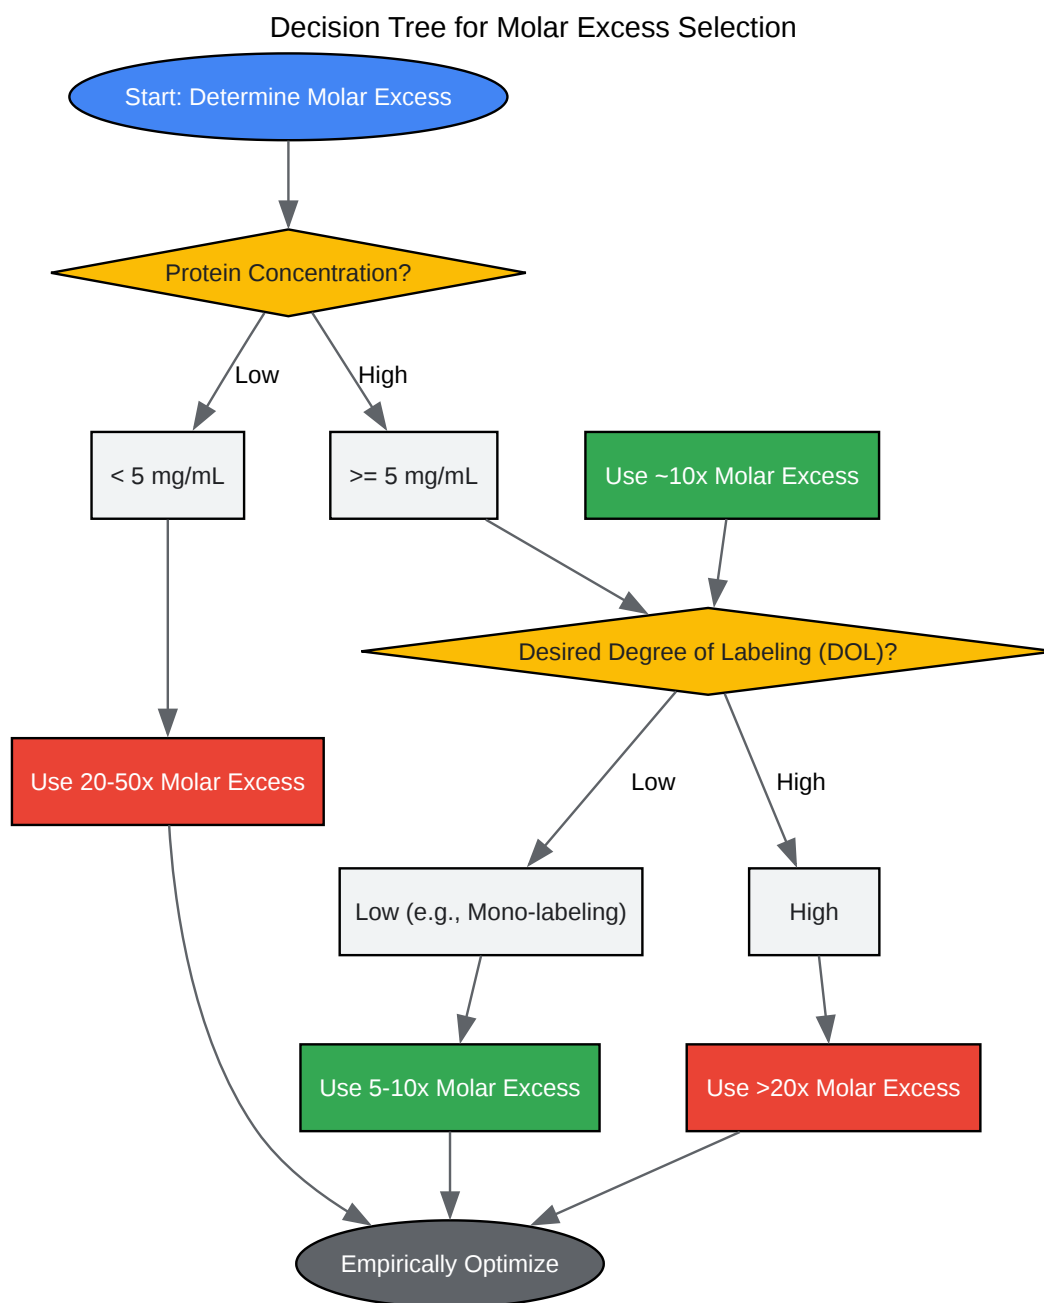 Decision Tree for Molar Excess Selection
Start: Determine Molar Excess
Protein Concentration?
Low
High
< 5 mg/mL
>= 5 mg/mL
Use ~10x Molar Excess
Desired Degree of Labeling (DOL)?
Use 20-50x Molar Excess
Low
High
Low (e.g., Mono-labeling)
High
Use 5-10x Molar Excess
Use >20x Molar Excess
Empirically Optimize